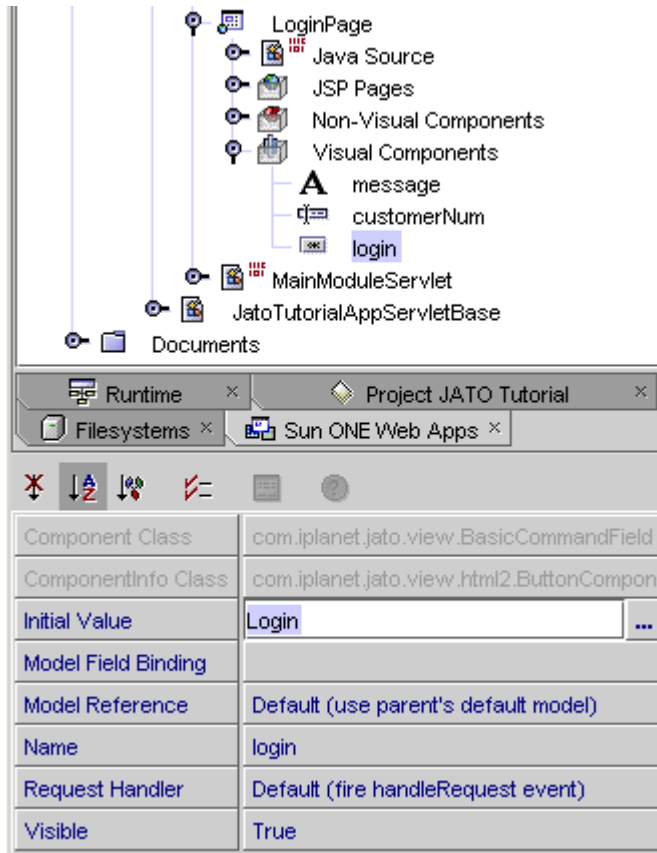 LoginPage
Java Source
JSP Pages
Non-Visual Components
Visual Components
A message
customerNum
login
MainModuleServlet
JatoTutorialAppServletBase
Documents
Runtime × Project JATO Tutorial ×
Filesystems × Sun ONE Web Apps ×
Component Class com.iplanet.jato.view.BasicCommandField
ComponentInfo Class com.iplanet.jato.view.html2.ButtonCompon
Initial Value Login ...
Model Field Binding
Model Reference Default (use parent's default model)
Name login
Request Handler Default (fire handleRequest event)
Visible True